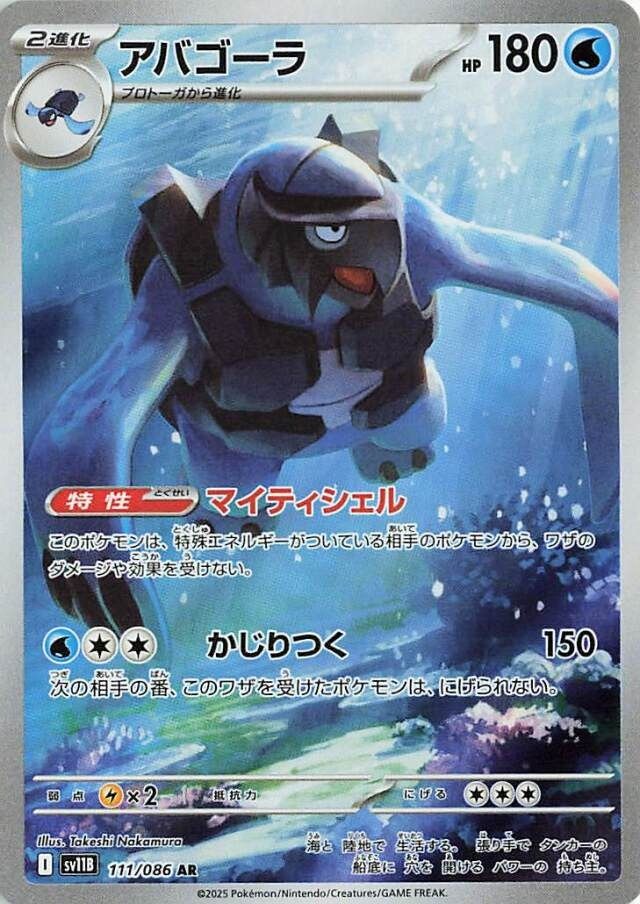 2進化
アバゴーラ
HP 180
プロトーガから進化
特性 とくせい マイティシェル
このポケモンは、特殊エネルギーがついている相手のポケモンから、ワザの
ダメージや効果を受けない。
かじりつく 150
次の相手の番、このワザを受けたポケモンは、にげられない。
弱点 ×2 抵抗力 にげる
Illus. Takeshi Nakamura
I sv11B 111/086 AR
海と 陸地で 生活する。 張り手で タンカーの
船底に 穴を 開ける パワーの 持ち主。
©2025 Pokémon/Nintendo/Creatures/GAME FREAK.